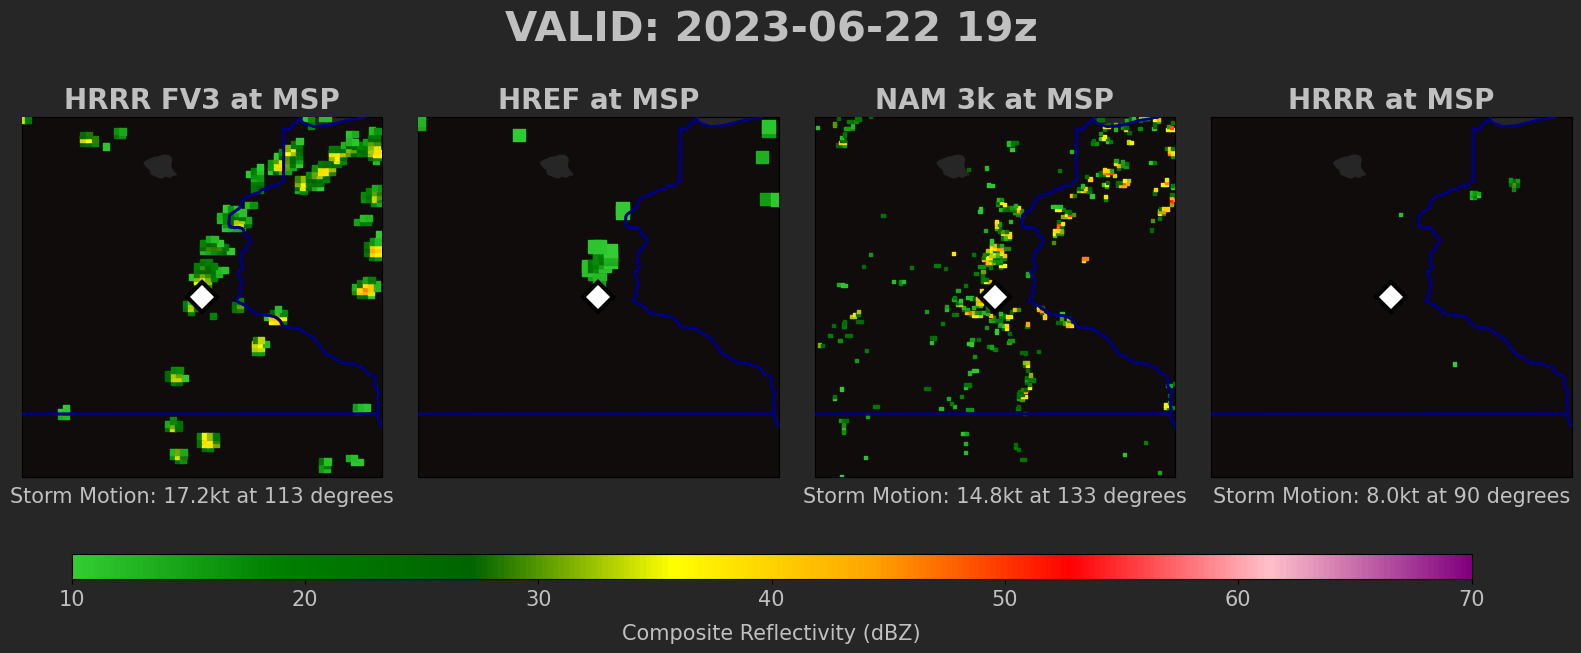 VALID: 2023-06-22 19z
HRRR FV3 at MSP
HREF at MSP
NAM 3k at MSP
HRRR at MSP
Storm Motion: 17.2kt at 113 degrees
Storm Motion: 14.8kt at 133 degrees
Storm Motion: 8.0kt at 90 degrees
10 20 30 40 50 60 70
Composite Reflectivity (dBZ)